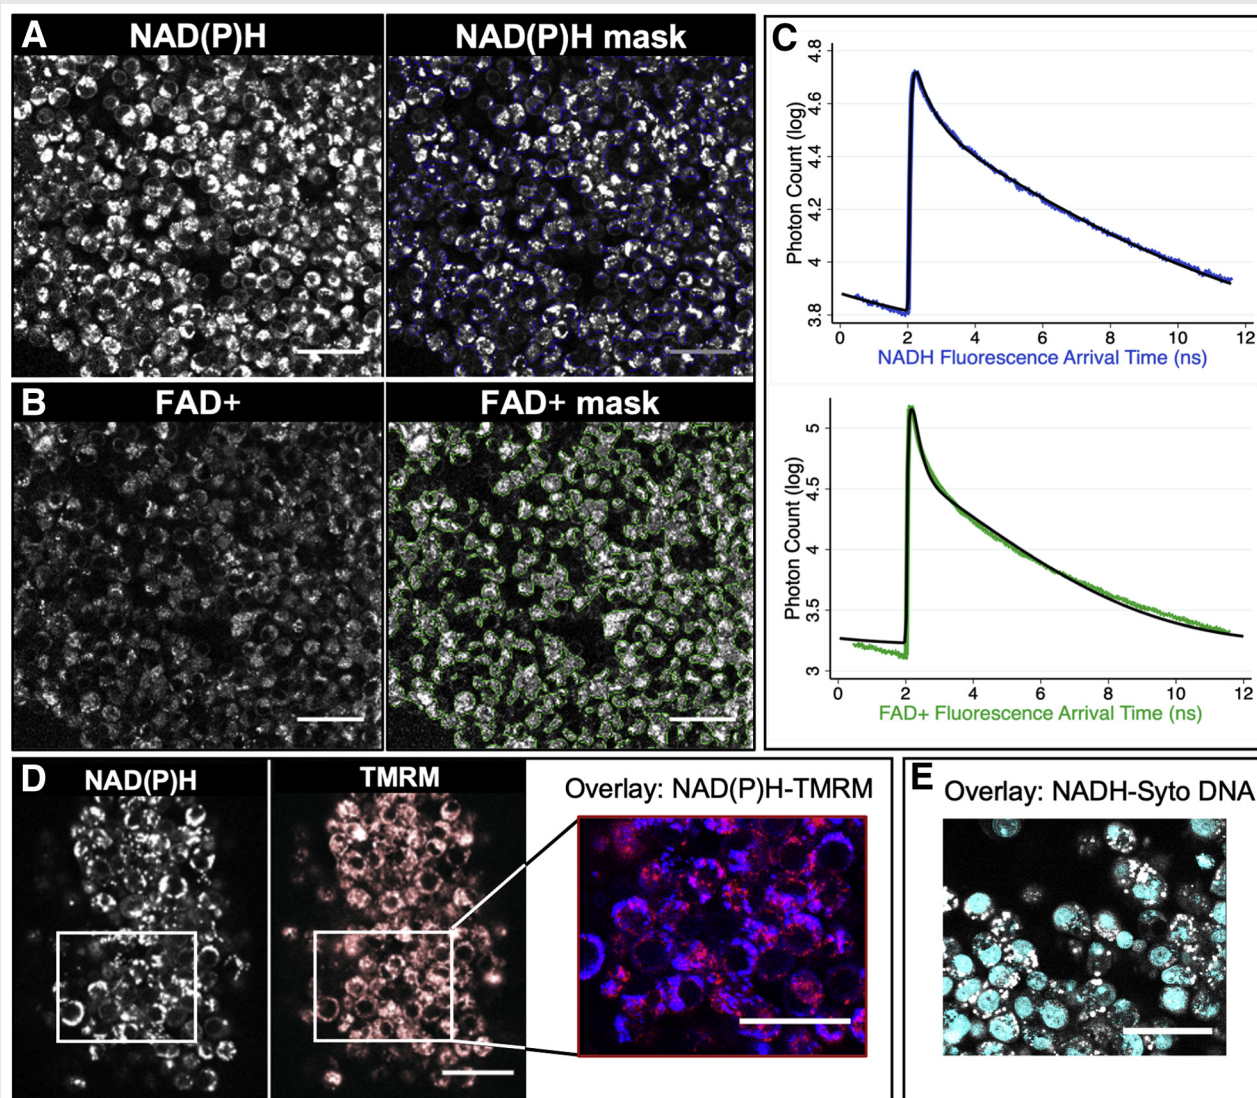 A
NAD(P)H
NAD(P)H mask
B
FAD+
FAD+ mask
C
Photon Count (log)
4.8
4.6
4.4
4.2
4
3.8
0 2 4 6 8 10 12
NADH Fluorescence Arrival Time (ns)
Photon Count (log)
5
4.5
4
3.5
3
0 2 4 6 8 10 12
FAD+ Fluorescence Arrival Time (ns)
D
NAD(P)H
TMRM
Overlay: NAD(P)H-TMRM
E
Overlay: NADH-Syto DNA